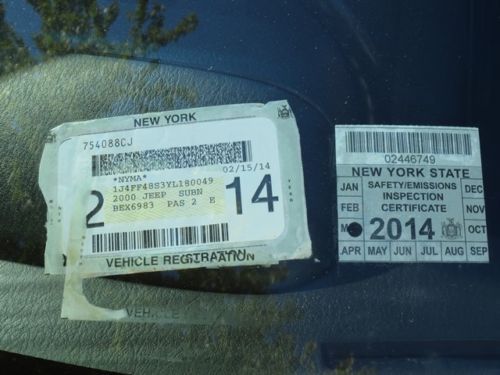 NEW YORK
754088CJ
*NYMA*
02/15/14
1J4FF48S3YL180049
2000 JEEP SUBN
BEX6983 PAS 2 E
2 14
VEHICLE REGISTRATION
VEHICLE
02446749
NEW YORK STATE
JAN SAFETY/EMISSIONS DEC
INSPECTION
FEB CERTIFICATE NOV
M 2014 OCT
APR MAY JUN JUL AUG SEP